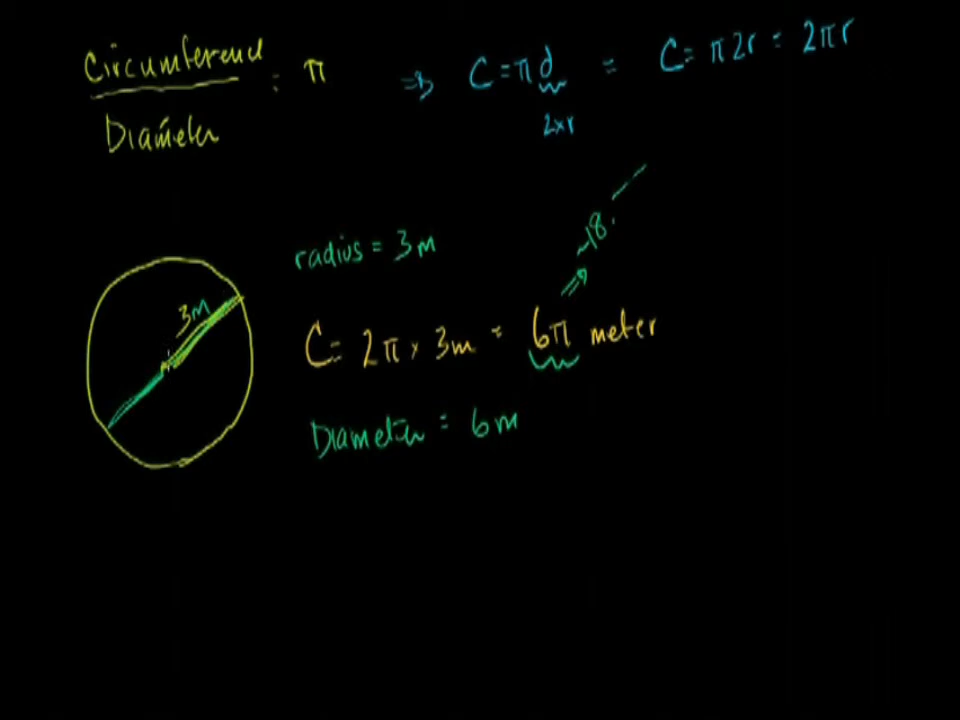 Circumference
Diameter
= π ⇒ C = πd = C = π2r = 2πr
2×r
radius = 3m
~18.
3m
C = 2π × 3m = 6π meter
Diameter = 6m